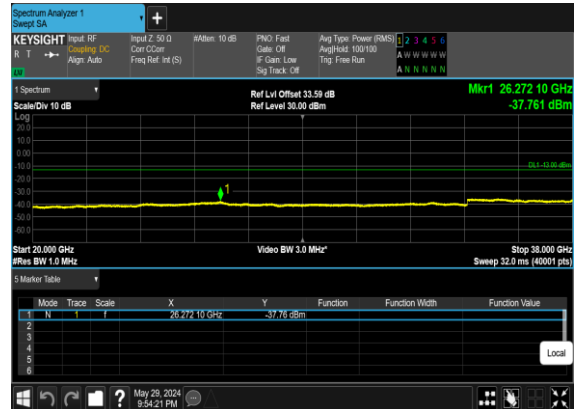 Spectrum Analyzer 1
Swept SA
+
KEYSIGHT Input: RF Input Z: 50 Ω #Atten: 10 dB PNO: Fast Avg Type: Power (RMS) 1 2 3 4 5 6
R T Coupling: DC Corr CCorr Gate: Off Avg|Hold: 100/100 A W W W W W
Align: Auto Freq Ref: Int (S) IF Gain: Low Trig: Free Run
Sig Track: Off A N N N N N
LXI
1 Spectrum Ref Lvl Offset 33.59 dB Mkr1 26.272 10 GHz
Scale/Div 10 dB Ref Level 30.00 dBm -37.761 dBm
Log
20.0
10.0
0.00
-10.0 DL1 -13.00 dBm
-20.0
-30.0 1
-40.0
-50.0
-60.0
Start 20.000 GHz Video BW 3.0 MHz* Stop 38.000 GHz
#Res BW 1.0 MHz Sweep 32.0 ms (40001 pts)
5 Marker Table
Mode Trace Scale X Y Function Function Width Function Value
1 N 1 f 26.272 10 GHz -37.76 dBm
2
3
4
5
6
Local
? May 29, 2024
9:54:21 PM